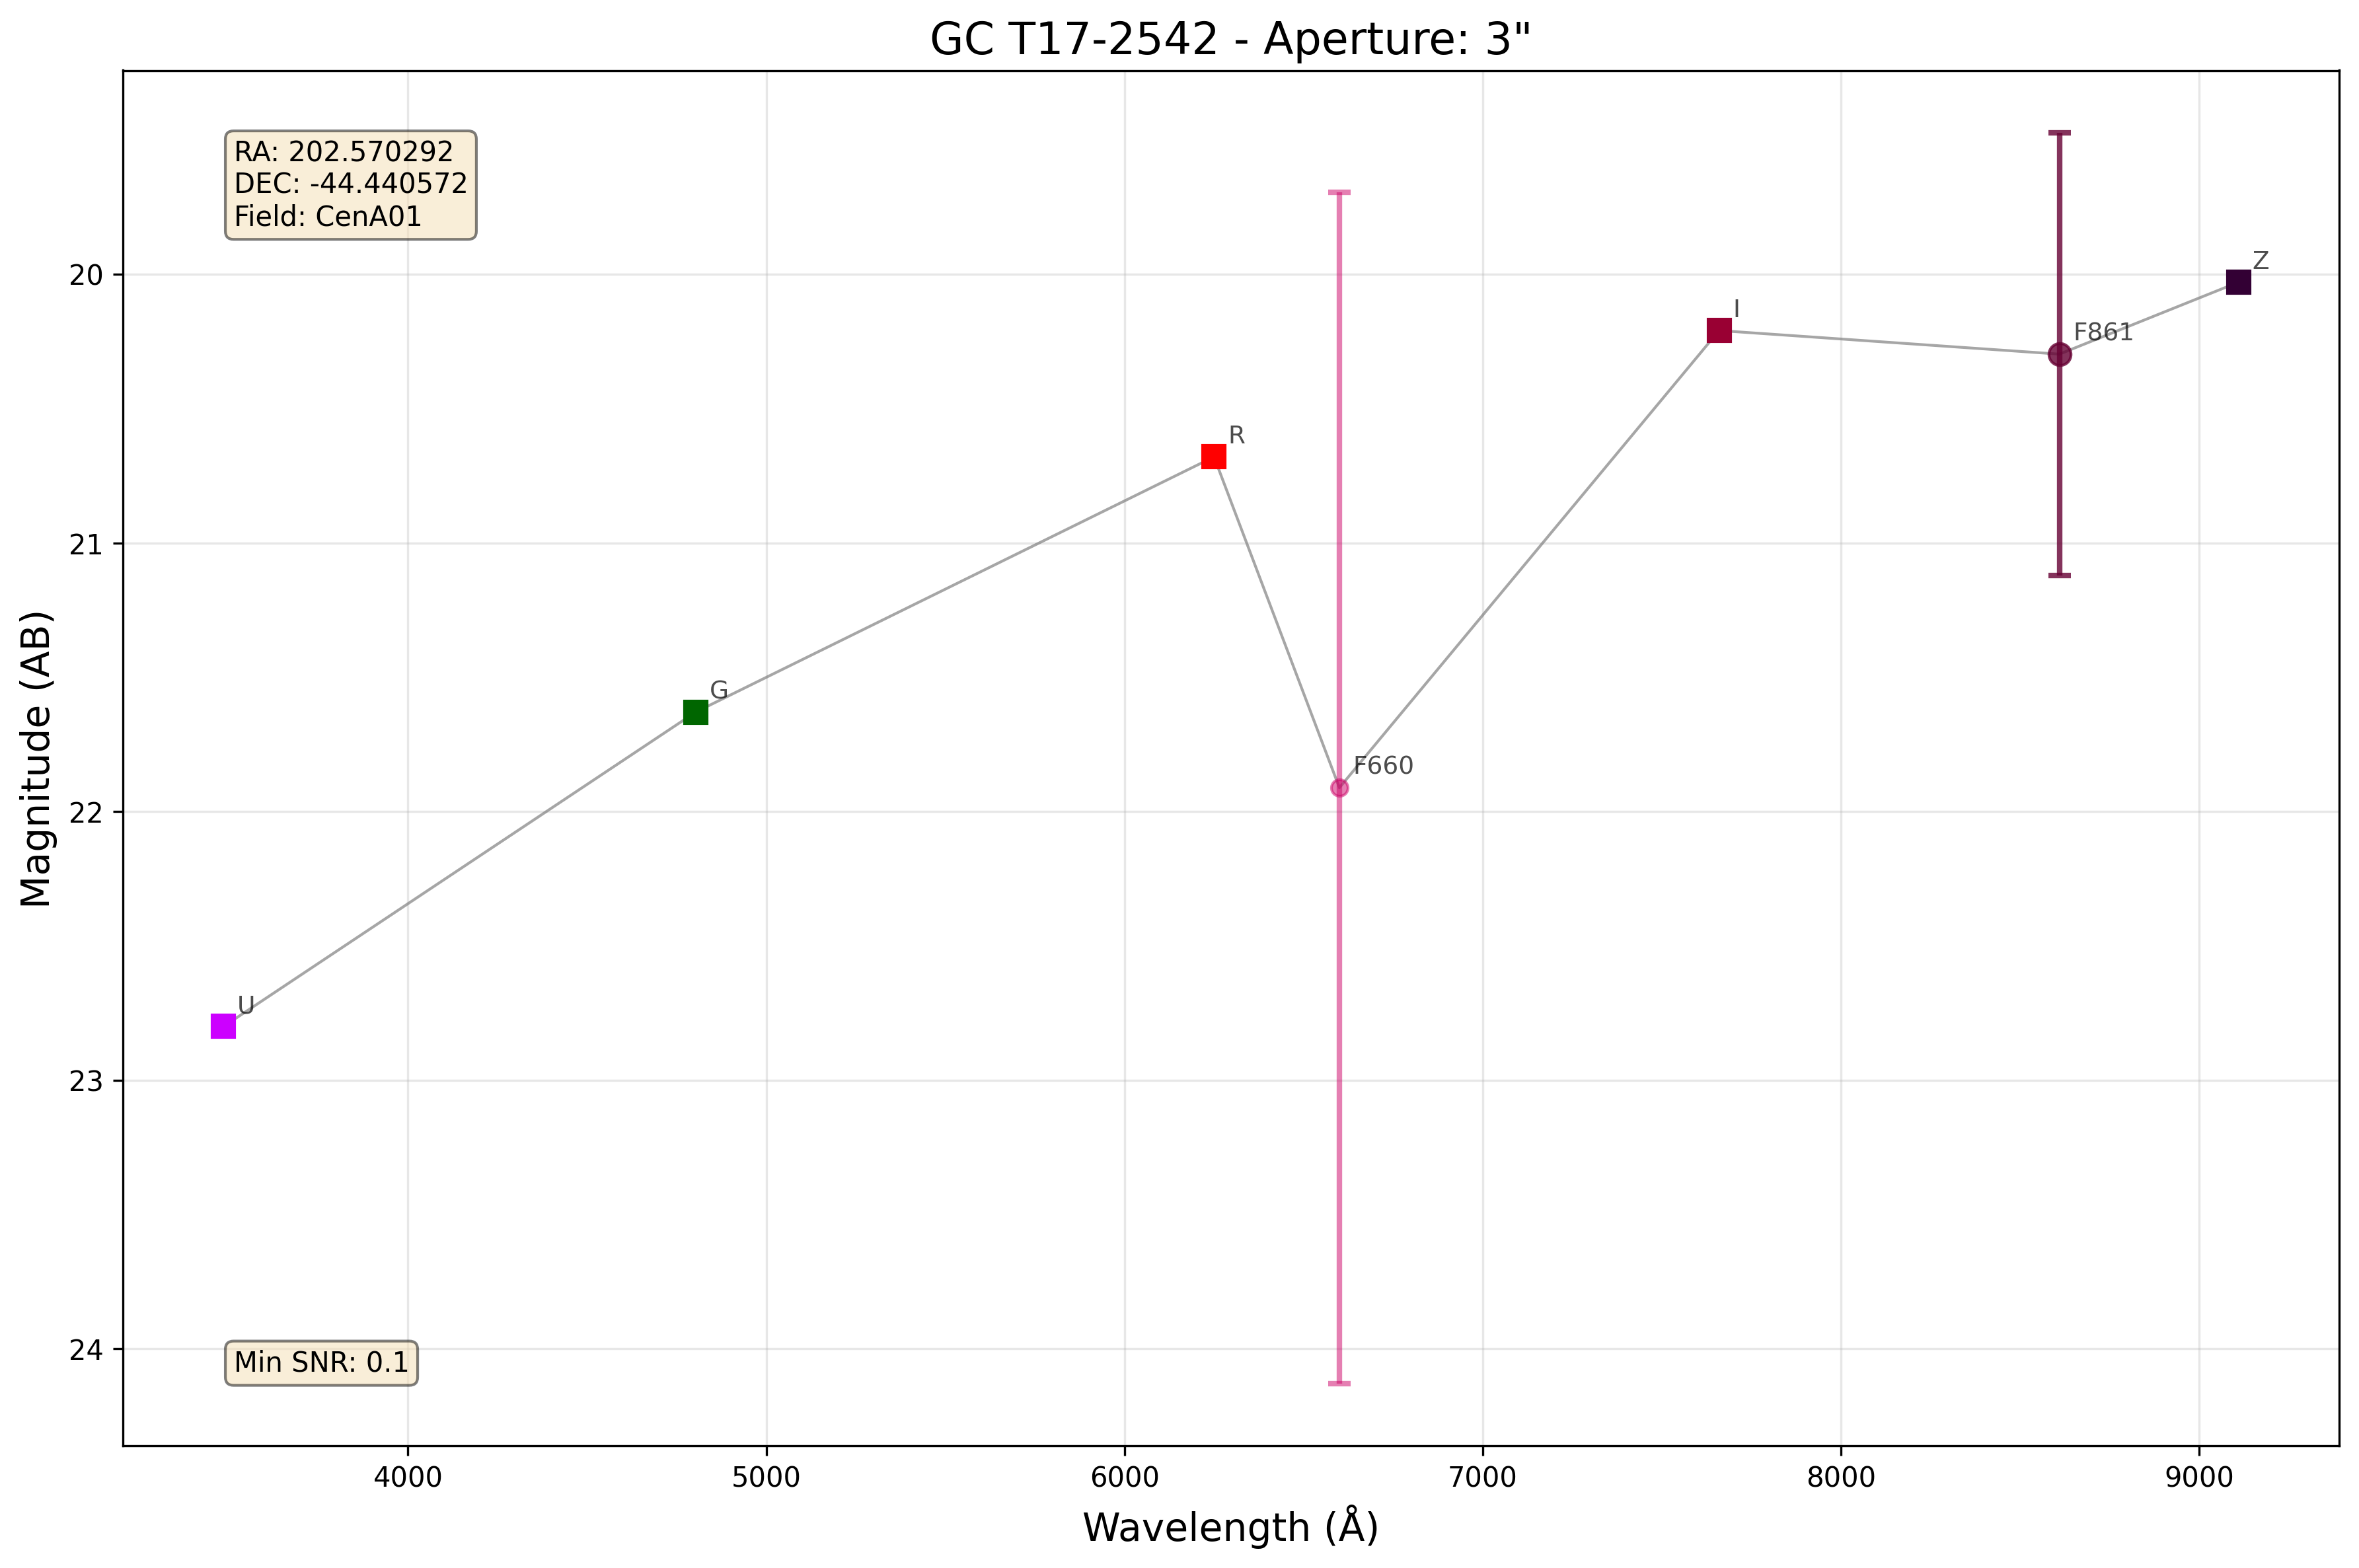 GC T17-2542 - Aperture: 3"
RA: 202.570292
DEC: -44.440572
Field: CenA01
Z
I
F861
R
G
F660
U
Min SNR: 0.1
20
21
22
23
24
Magnitude (AB)
4000
5000
6000
7000
8000
9000
Wavelength (Å)